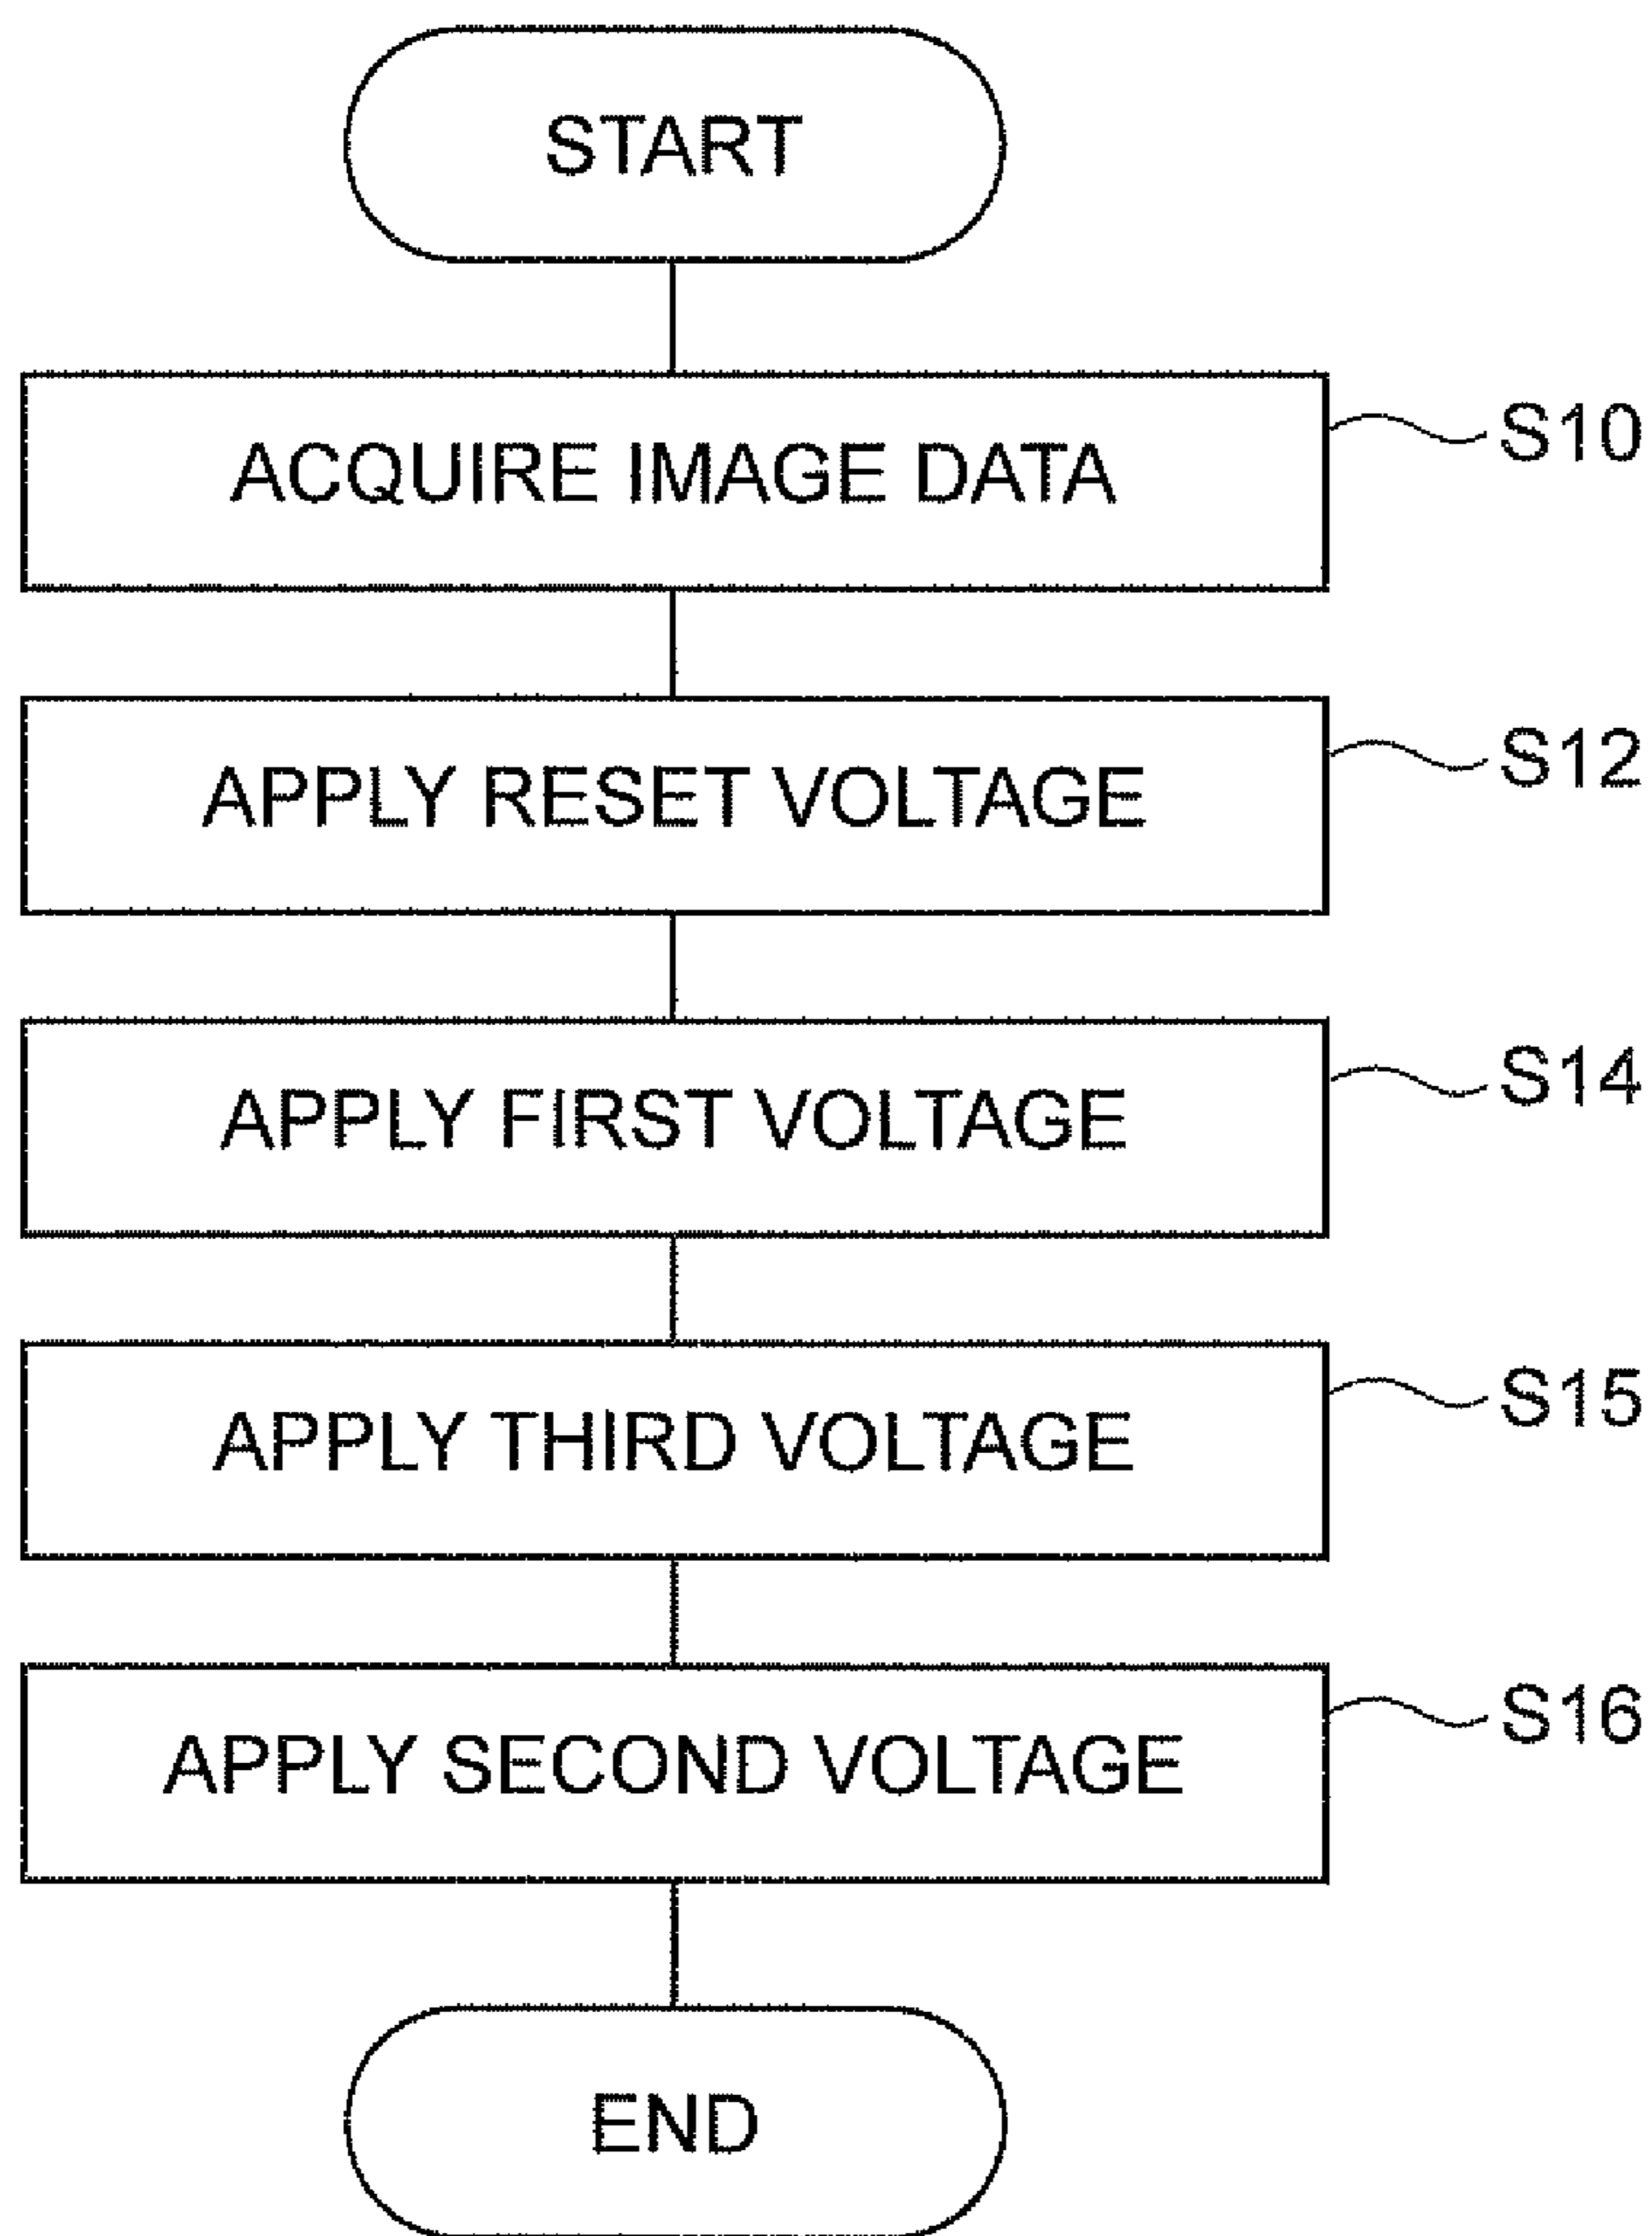 START
ACQUIRE IMAGE DATA
S10
APPLY RESET VOLTAGE
S12
APPLY FIRST VOLTAGE
S14
APPLY THIRD VOLTAGE
S15
APPLY SECOND VOLTAGE
S16
END